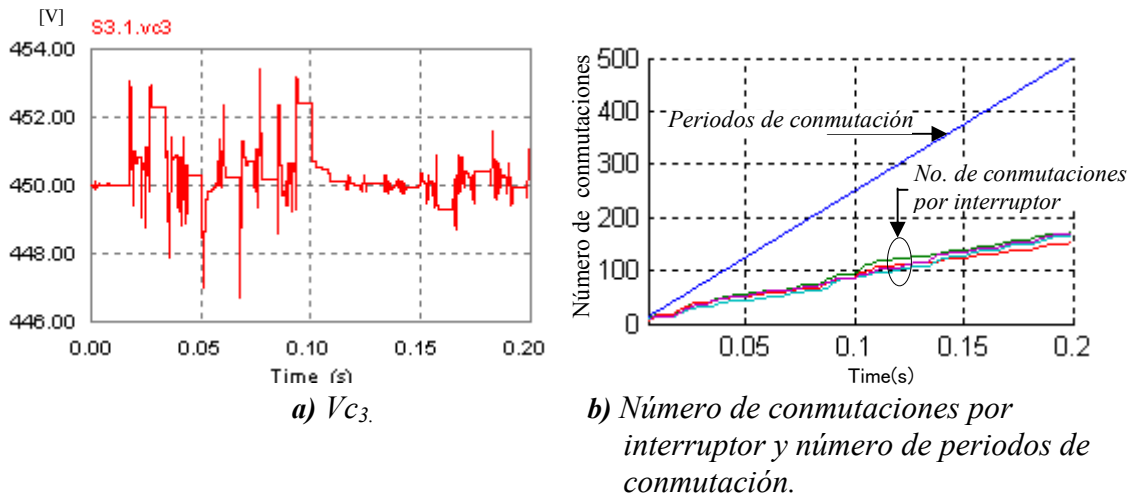 [V]
S3.1.vc3
454.00
452.00
450.00
448.00
446.00
0.00 0.05 0.10 0.15 0.20
Time (s)
a) Vc3.
Número de conmutaciones
500
400
300
200
100
0
Periodos de conmutación
No. de conmutaciones
por interruptor
0.05 0.1 0.15 0.2
Time(s)
b) Número de conmutaciones por
interruptor y número de periodos de
conmutación.